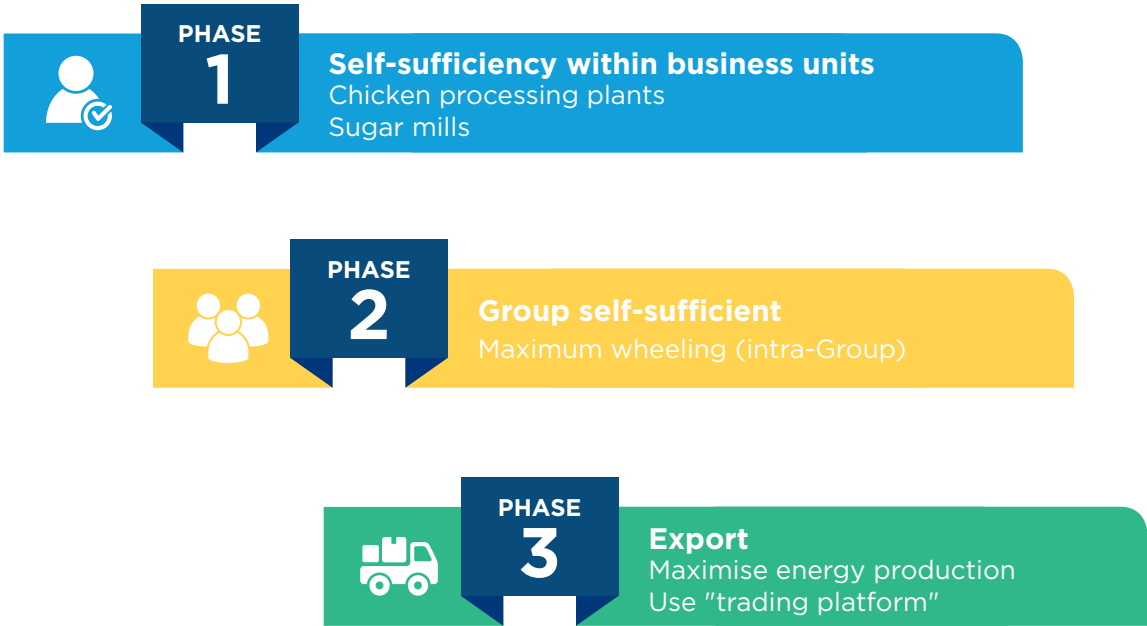 PHASE
1
Self-sufficiency within business units
Chicken processing plants
Sugar mills
PHASE
2
Group self-sufficient
Maximum wheeling (intra-Group)
PHASE
3
Export
Maximise energy production
Use "trading platform"